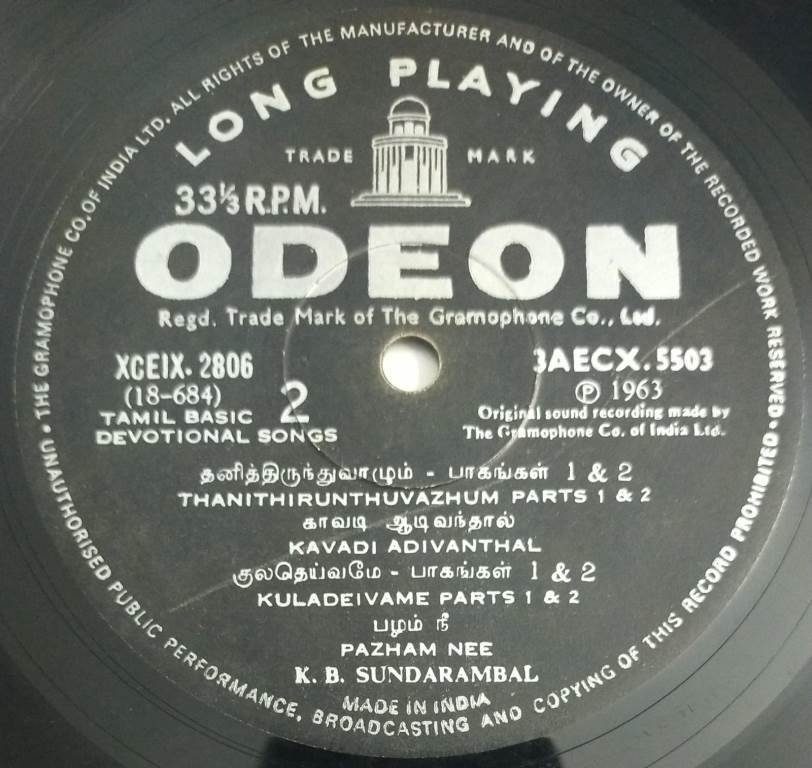 UNAUTHORISED PUBLIC PERFORMANCE, BROADCASTING AND COPYING OF THIS RECORD PROHIBITED • THE GRAMOPHONE CO. OF INDIA LTD. ALL RIGHTS OF THE MANUFACTURER AND OF THE OWNER OF THE RECORDED WORK RESERVED •
LONG PLAYING
TRADE MARK
33⅓ R.P.M.
ODEON
Regd. Trade Mark of The Gramophone Co., Ltd.
XCEIX. 2806
3AECX. 5503
(18-684)
℗ 1963
TAMIL BASIC
DEVOTIONAL SONGS
2
Original sound recording made by
The Gramophone Co. of India Ltd.
தனித்திருந்துவாழும் - பாகங்கள் 1 & 2
THANITHIRUNTHUVAZHUM PARTS 1 & 2
காவடி ஆடிவந்தால்
KAVADI ADIVANTHAL
குலதெய்வமே - பாகங்கள் 1 & 2
KULADEIVAME PARTS 1 & 2
பழம் நீ
PAZHAM NEE
K. B. SUNDARAMBAL
MADE IN INDIA